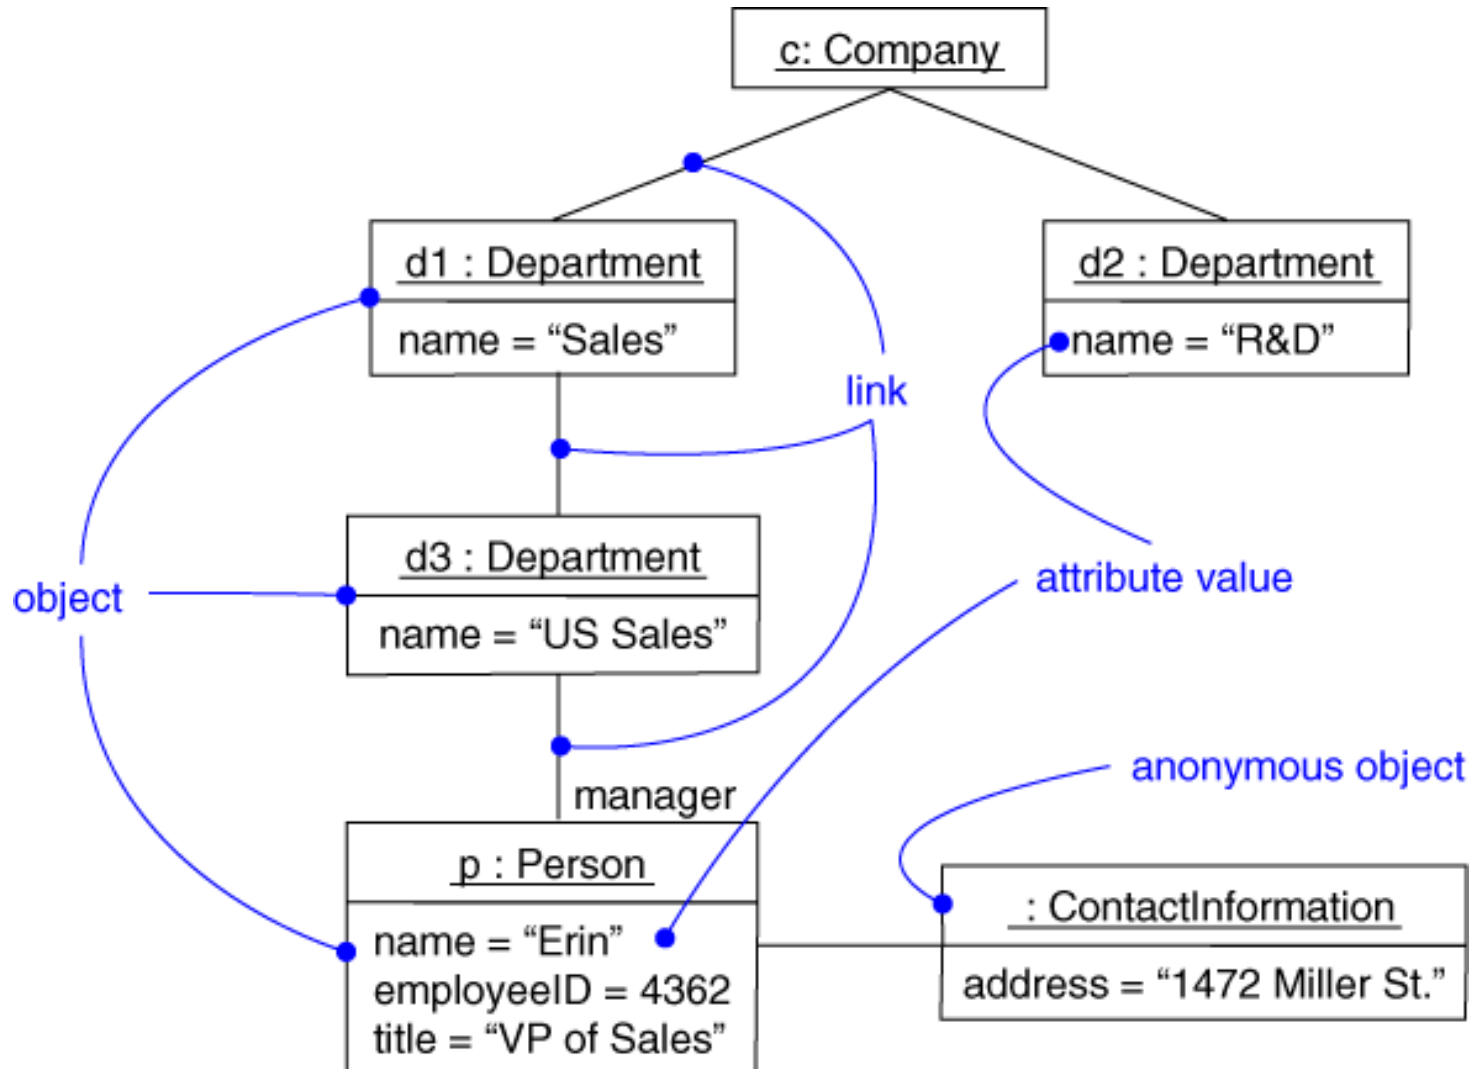 c: Company
d1 : Department
name = “Sales”
d2 : Department
name = “R&D”
link
d3 : Department
name = “US Sales”
object
attribute value
anonymous object
manager
p : Person
name = “Erin”
employeeID = 4362
title = “VP of Sales”
: ContactInformation
address = “1472 Miller St.”